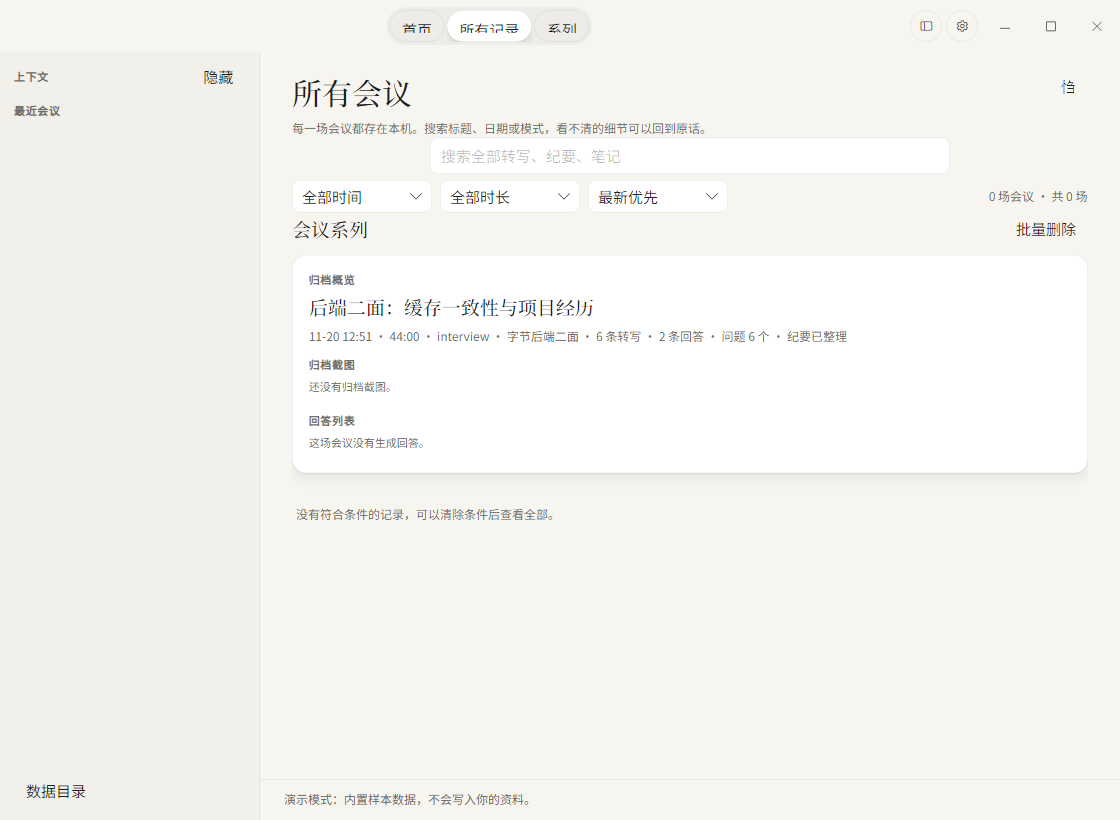 首页 所有记录 系列
上下文 隐藏
最近会议
所有会议
每一场会议都存在本机。搜索标题、日期或模式，看不清的细节可以回到原话。
搜索全部转写、纪要、笔记
全部时间 全部时长 最新优先 0 场会议 · 共 0 场
会议系列 批量删除
归档概览
后端二面：缓存一致性与项目经历
11-20 12:51 · 44:00 · interview · 字节后端二面 · 6 条转写 · 2 条回答 · 问题 6 个 · 纪要已整理
归档截图
还没有归档截图。
回答列表
这场会议没有生成回答。
没有符合条件的记录，可以清除条件后查看全部。
数据目录
演示模式：内置样本数据，不会写入你的资料。